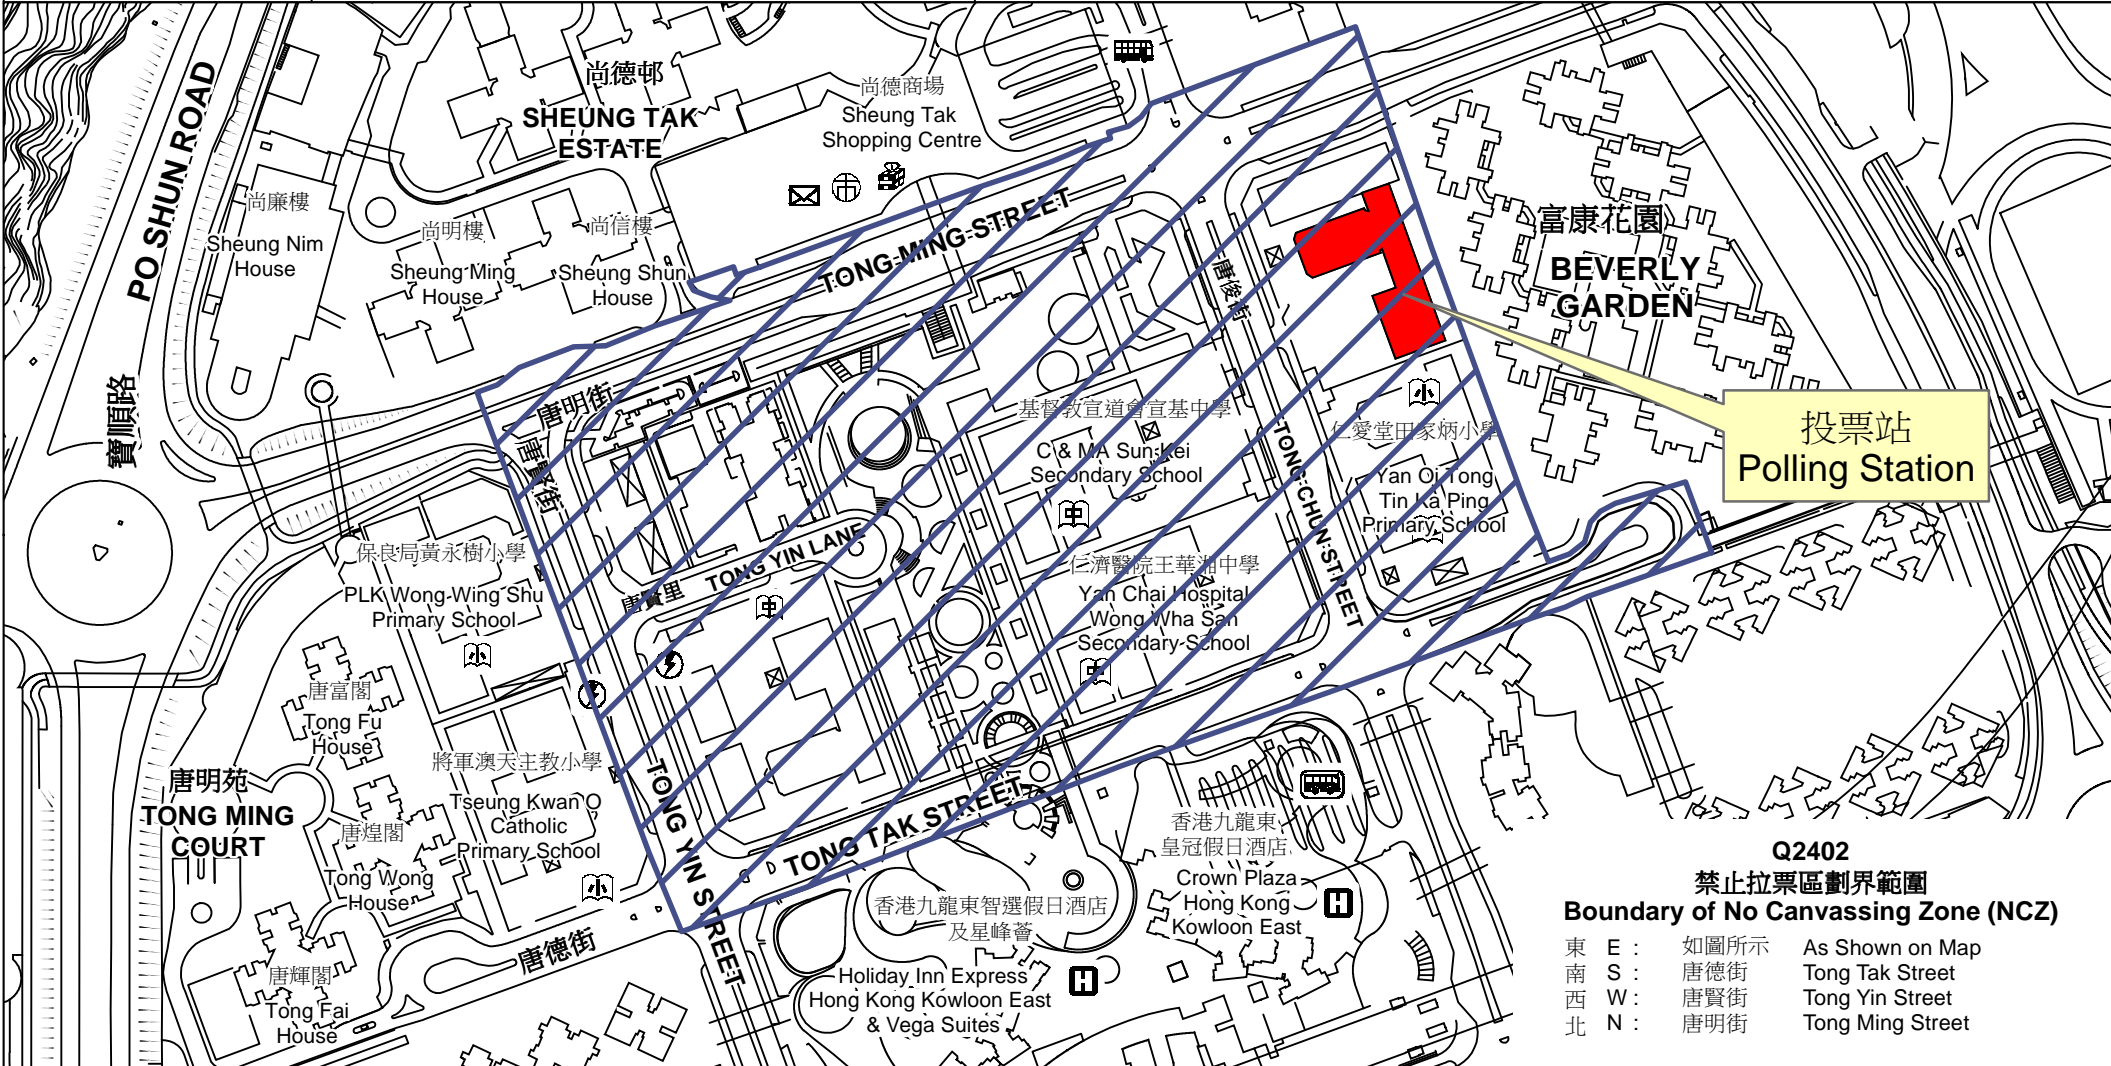 尚德邨
SHEUNG TAK
ESTATE
尚德商場
Sheung Tak
Shopping Centre
PO SHUN ROAD
寶順路
尚廉樓
Sheung Nim
House
尚明樓
Sheung Ming
House
尚信樓
Sheung Shun
House
TONG MING STREET
唐明街
唐俊街
TONG CHUN STREET
富康花園
BEVERLY
GARDEN
投票站
Polling Station
唐賢街
基督教宣道會宣基中學
C & MA Sun Kei
Secondary School
中
小
仁愛堂田家炳小學
Yan Oi Tong
Tin Ka Ping
Primary School
保良局黃永樹小學
PLK Wong Wing Shu
Primary School
小
唐賢里
TONG YIN LANE
中
仁濟醫院王華湘中學
Yan Chai Hospital
Wong Wha San
Secondary School
中
唐富閣
Tong Fu
House
唐明苑
TONG MING
COURT
唐煌閣
Tong Wong
House
唐輝閣
Tong Fai
House
將軍澳天主教小學
Tseung Kwan O
Catholic
Primary School
小
TONG YIN STREET
TONG TAK STREET
唐德街
香港九龍東
皇冠假日酒店
Crown Plaza
Hong Kong
Kowloon East
H
香港九龍東智選假日酒店
及星峰薈
Holiday Inn Express
Hong Kong Kowloon East
& Vega Suites
H
Q2402
禁止拉票區劃界範圍
Boundary of No Canvassing Zone (NCZ)
東 E : 如圖所示 As Shown on Map
南 S : 唐德街 Tong Tak Street
西 W : 唐賢街 Tong Yin Street
北 N : 唐明街 Tong Ming Street